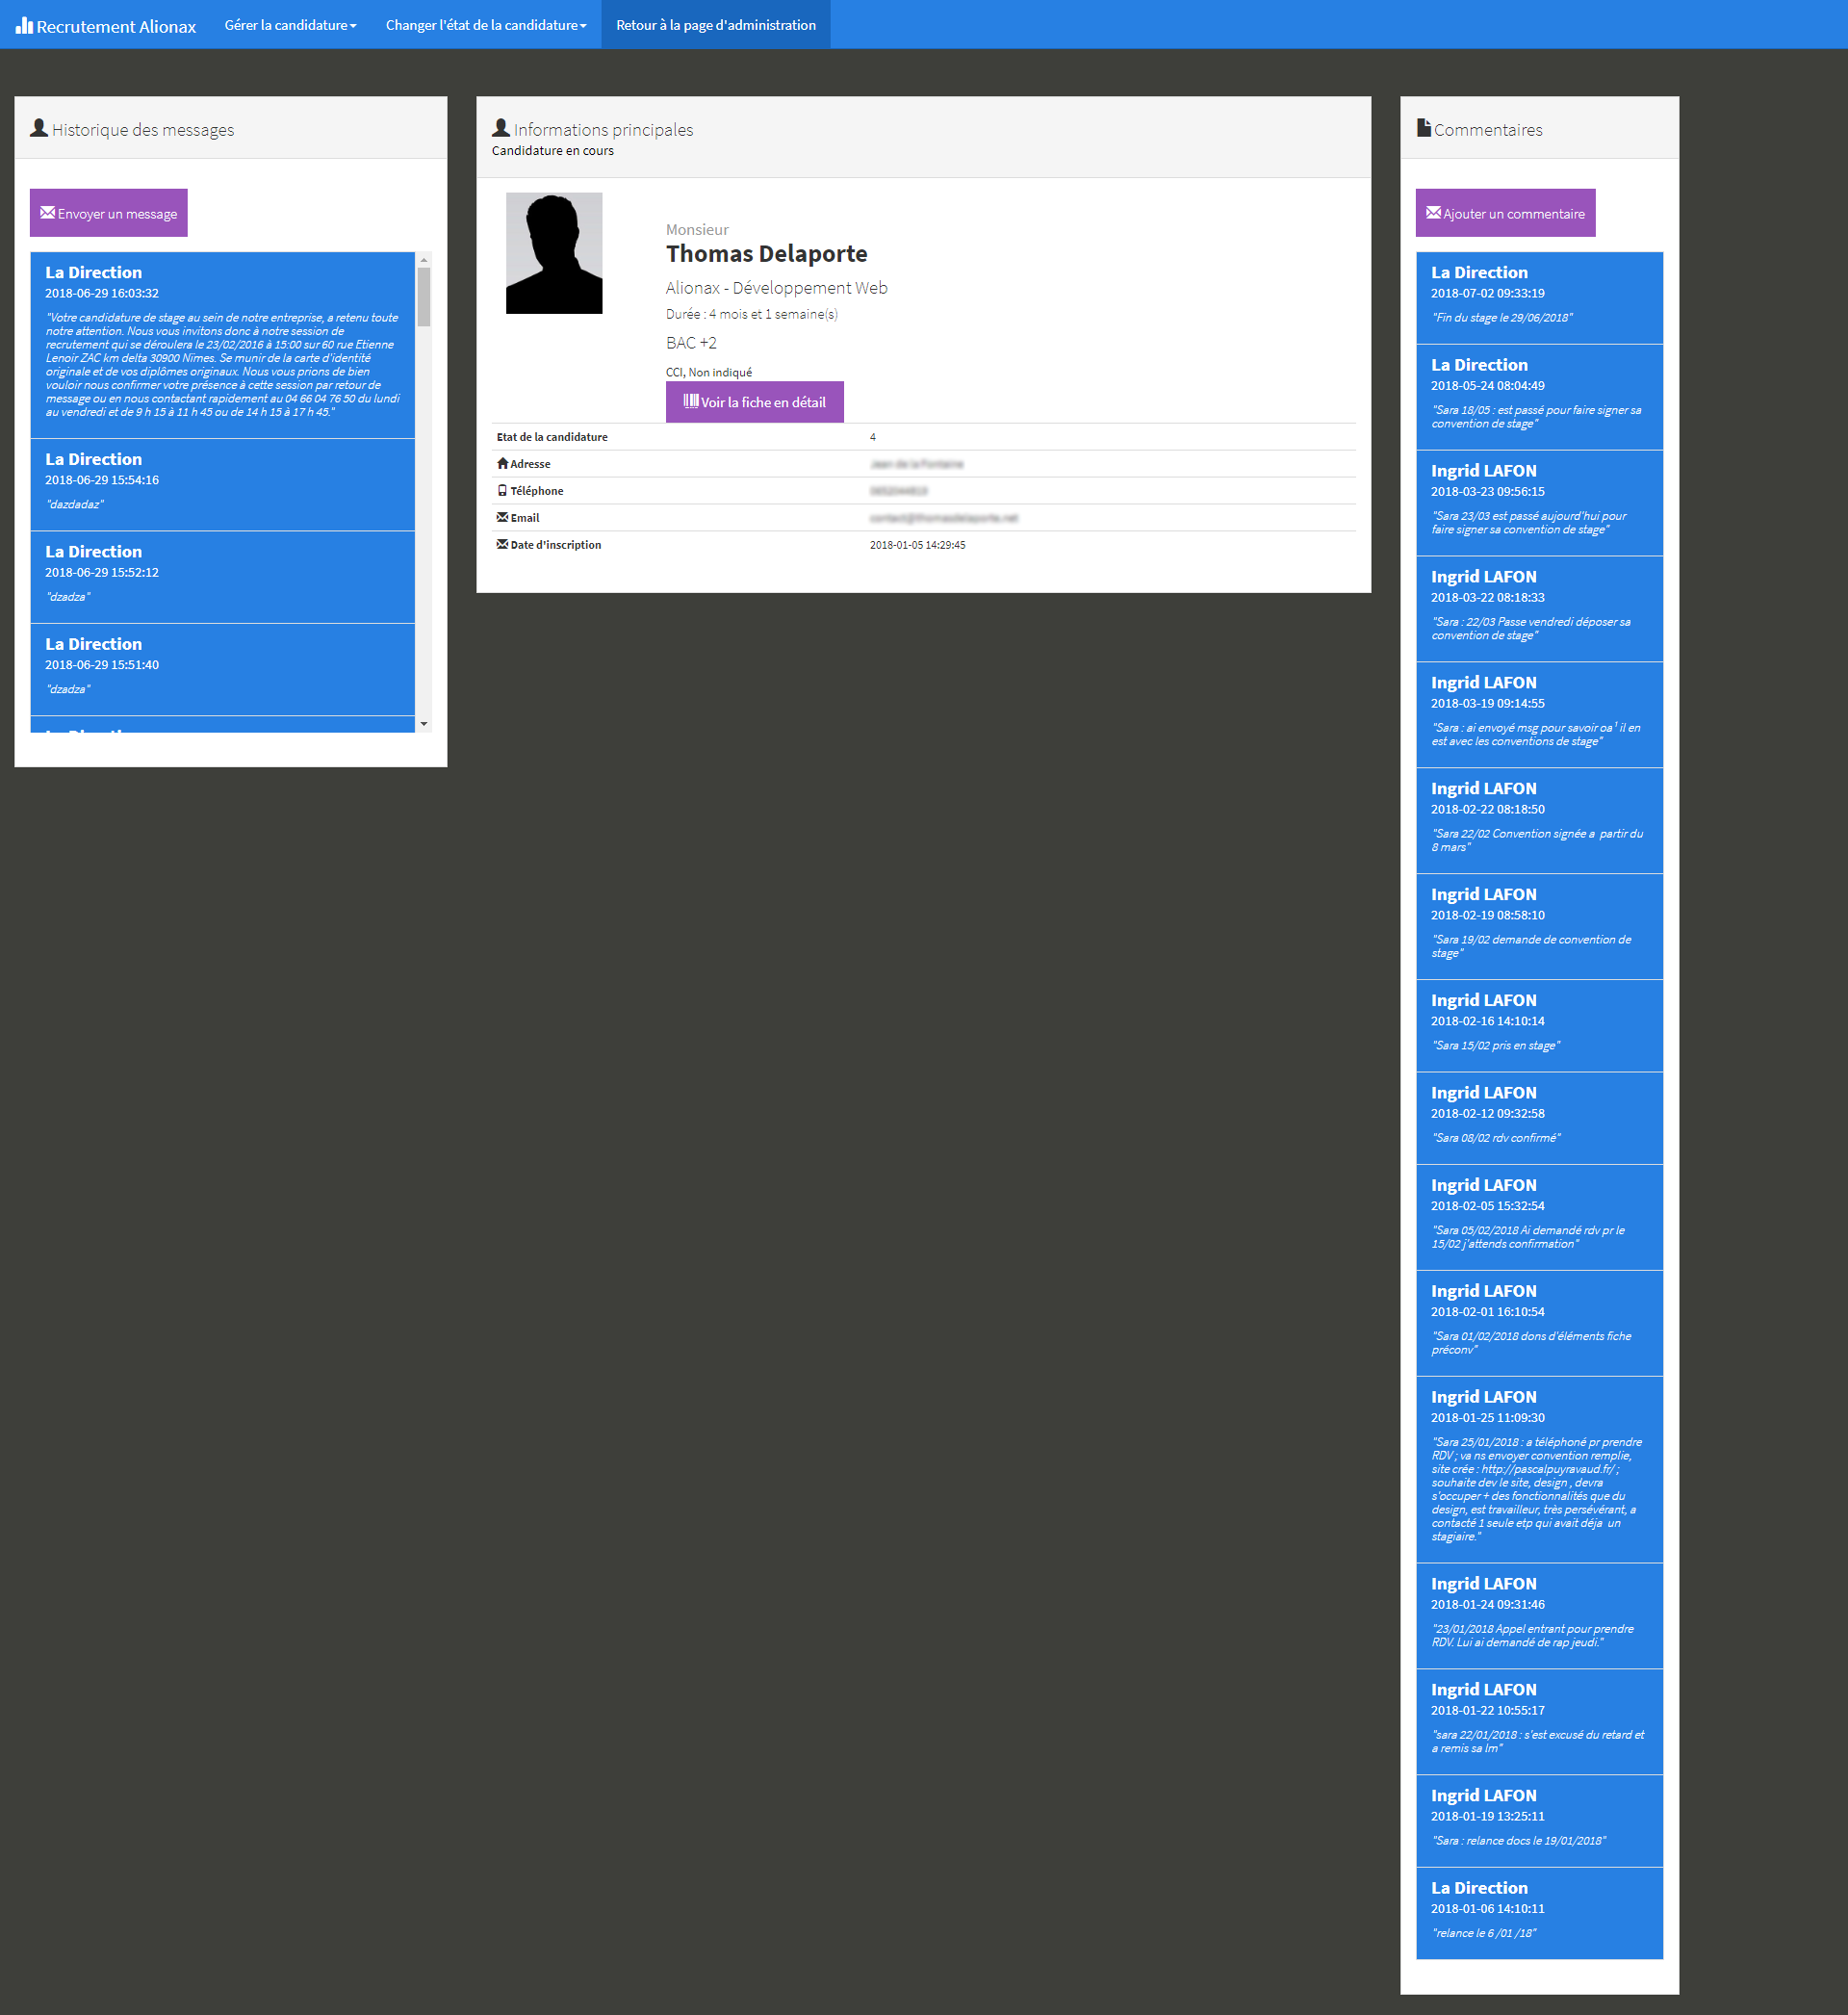 Recrutement Alionax
Gérer la candidature
Changer l'état de la candidature
Retour à la page d'administration
Historique des messages
Envoyer un message
La Direction
2018-06-29 16:03:32
"Votre candidature de stage au sein de notre entreprise, a retenu toute
notre attention. Nous vous invitons donc à notre session de
recrutement qui se déroulera le 23/02/2016 à 15:00 sur 60 rue Etienne
Lenoir ZAC km delta 30900 Nimes. Se munir de la carte d'identité
originale et de vos diplômes originaux. Nous vous prions de bien
vouloir nous confirmer votre présence à cette session par retour de
message ou en nous contactant rapidement au 04 66 04 76 50 du lundi
au vendredi et de 9 h 15 à 11 h 45 ou de 14 h 15 à 17 h 45."
La Direction
2018-06-29 15:54:16
"dazdadaz"
La Direction
2018-06-29 15:52:12
"dzadza"
La Direction
2018-06-29 15:51:40
"dzadza"
Informations principales
Candidature en cours
Monsieur
Thomas Delaporte
Alionax - Développement Web
Durée : 4 mois et 1 semaine(s)
BAC +2
CCI, Non indiqué
Voir la fiche en détail
Etat de la candidature 4
Adresse
Téléphone
Email
Date d'inscription 2018-01-05 14:29:45
Commentaires
Ajouter un commentaire
La Direction
2018-07-02 09:33:19
"Fin du stage le 29/06/2018"
La Direction
2018-05-24 08:04:49
"Sara 18/05 : est passé pour faire signer sa
convention de stage"
Ingrid LAFON
2018-03-23 09:56:15
"Sara 23/03 est passé aujourd'hui pour
faire signer sa convention de stage"
Ingrid LAFON
2018-03-22 08:18:33
"Sara : 22/03 Passe vendredi déposer sa
convention de stage"
Ingrid LAFON
2018-03-19 09:14:55
"Sara : ai envoyé msg pour savoir oa¹ il en
est avec les conventions de stage"
Ingrid LAFON
2018-02-22 08:18:50
"Sara 22/02 Convention signée a  partir du
8 mars"
Ingrid LAFON
2018-02-19 08:58:10
"Sara 19/02 demande de convention de
stage"
Ingrid LAFON
2018-02-16 14:10:14
"Sara 15/02 pris en stage"
Ingrid LAFON
2018-02-12 09:32:58
"Sara 08/02 rdv confirmé"
Ingrid LAFON
2018-02-05 15:32:54
"Sara 05/02/2018 Ai demandé rdv pr le
15/02 j'attends confirmation"
Ingrid LAFON
2018-02-01 16:10:54
"Sara 01/02/2018 dons d'éléments fiche
préconv"
Ingrid LAFON
2018-01-25 11:09:30
"Sara 25/01/2018 : a téléphoné pr prendre
RDV ; va ns envoyer convention remplie,
site crée : http://pascalpuyravaud.fr/ ;
souhaite dev le site, design , devra
s'occuper + des fonctionnalités que du
design, est travailleur, très persévérant, a
contacté 1 seule etp qui avait déja  un
stagiaire."
Ingrid LAFON
2018-01-24 09:31:46
"23/01/2018 Appel entrant pour prendre
RDV. Lui ai demandé de rap jeudi."
Ingrid LAFON
2018-01-22 10:55:17
"sara 22/01/2018 : s'est excusé du retard et
a remis sa lm"
Ingrid LAFON
2018-01-19 13:25:11
"Sara : relance docs le 19/01/2018"
La Direction
2018-01-06 14:10:11
"relance le 6 /01 /18"